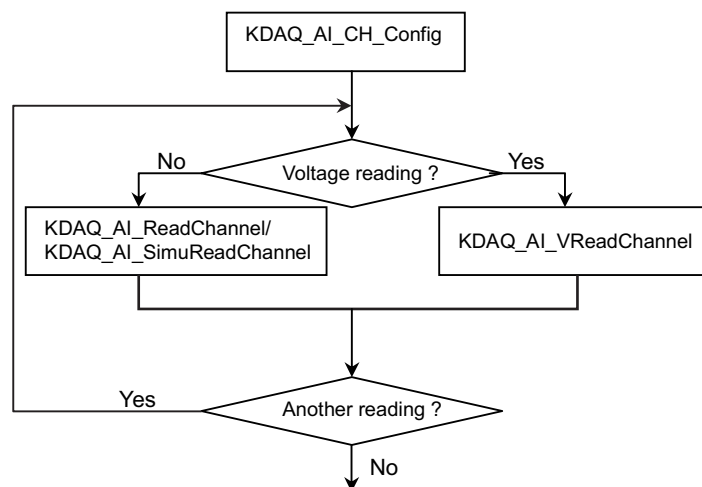 KDAQ_AI_CH_Config
No
Voltage reading ?
Yes
KDAQ_AI_ReadChannel/
KDAQ_AI_SimuReadChannel
KDAQ_AI_VReadChannel
Yes
Another reading ?
No